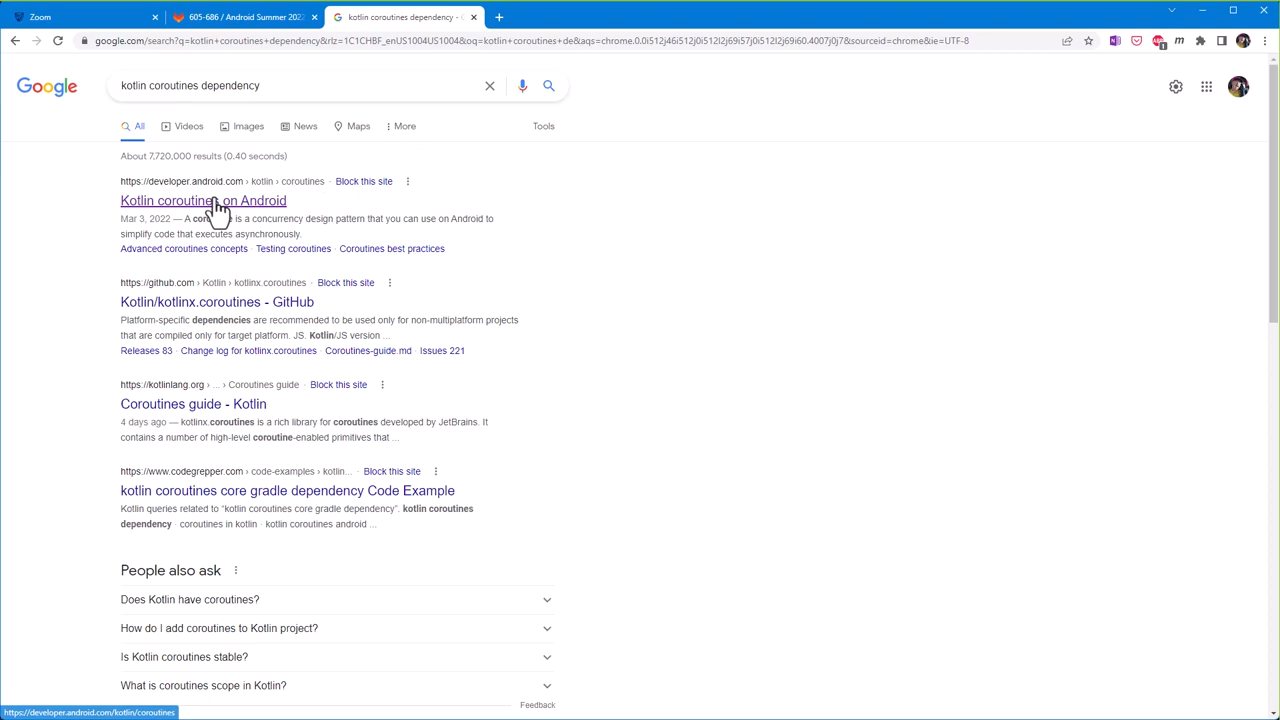 Zoom
605-686 / Android Summer 2022
kotlin coroutines dependency - G
google.com/search?q=kotlin+coroutines+dependency&rlz=1C1CHBF_enUS1004US1004&oq=kotlin+coroutines+de&aqs=chrome.0.0i512j46i512j0i512l2j69i57j0i512l2j69i60.4007j0j7&sourceid=chrome&ie=UTF-8
Google
kotlin coroutines dependency
All
Videos
Images
News
Maps
More
Tools
About 7,720,000 results (0.40 seconds)
https://developer.android.com › kotlin › coroutines · Block this site
Kotlin coroutines on Android
Mar 3, 2022 — A is a concurrency design pattern that you can use on Android to
simplify code that executes asynchronously.
Advanced coroutines concepts · Testing coroutines · Coroutines best practices
https://github.com › Kotlin › kotlinx.coroutines · Block this site
Kotlin/kotlinx.coroutines - GitHub
Platform-specific dependencies are recommended to be used only for non-multiplatform projects
that are compiled only for target platform. JS. Kotlin/JS version ...
Releases 83 · Change log for kotlinx.coroutines · Coroutines-guide.md · Issues 221
https://kotlinlang.org › ... › Coroutines guide · Block this site
Coroutines guide - Kotlin
4 days ago — kotlinx.coroutines is a rich library for coroutines developed by JetBrains. It
contains a number of high-level coroutine-enabled primitives that ...
https://www.codegrepper.com › code-examples › kotlin... · Block this site
kotlin coroutines core gradle dependency Code Example
Kotlin queries related to “kotlin coroutines core gradle dependency”. kotlin coroutines
dependency · coroutines in kotlin · kotlin coroutines android ...
People also ask
Does Kotlin have coroutines?
How do I add coroutines to Kotlin project?
Is Kotlin coroutines stable?
What is coroutines scope in Kotlin?
Feedback
https://developer.android.com/kotlin/coroutines